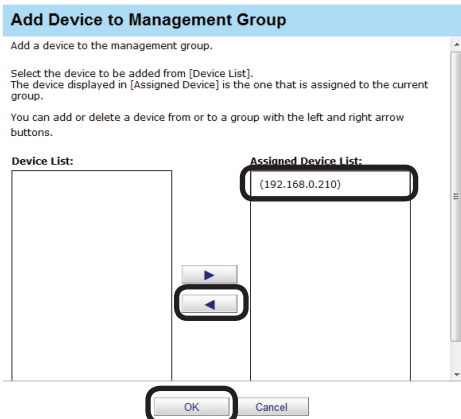 Add Device to Management Group
Add a device to the management group.
Select the device to be added from [Device List].
The device displayed in [Assigned Device] is the one that is assigned to the current
group.
You can add or delete a device from or to a group with the left and right arrow
buttons.
Device List:
Assigned Device List:
(192.168.0.210)
OK
Cancel